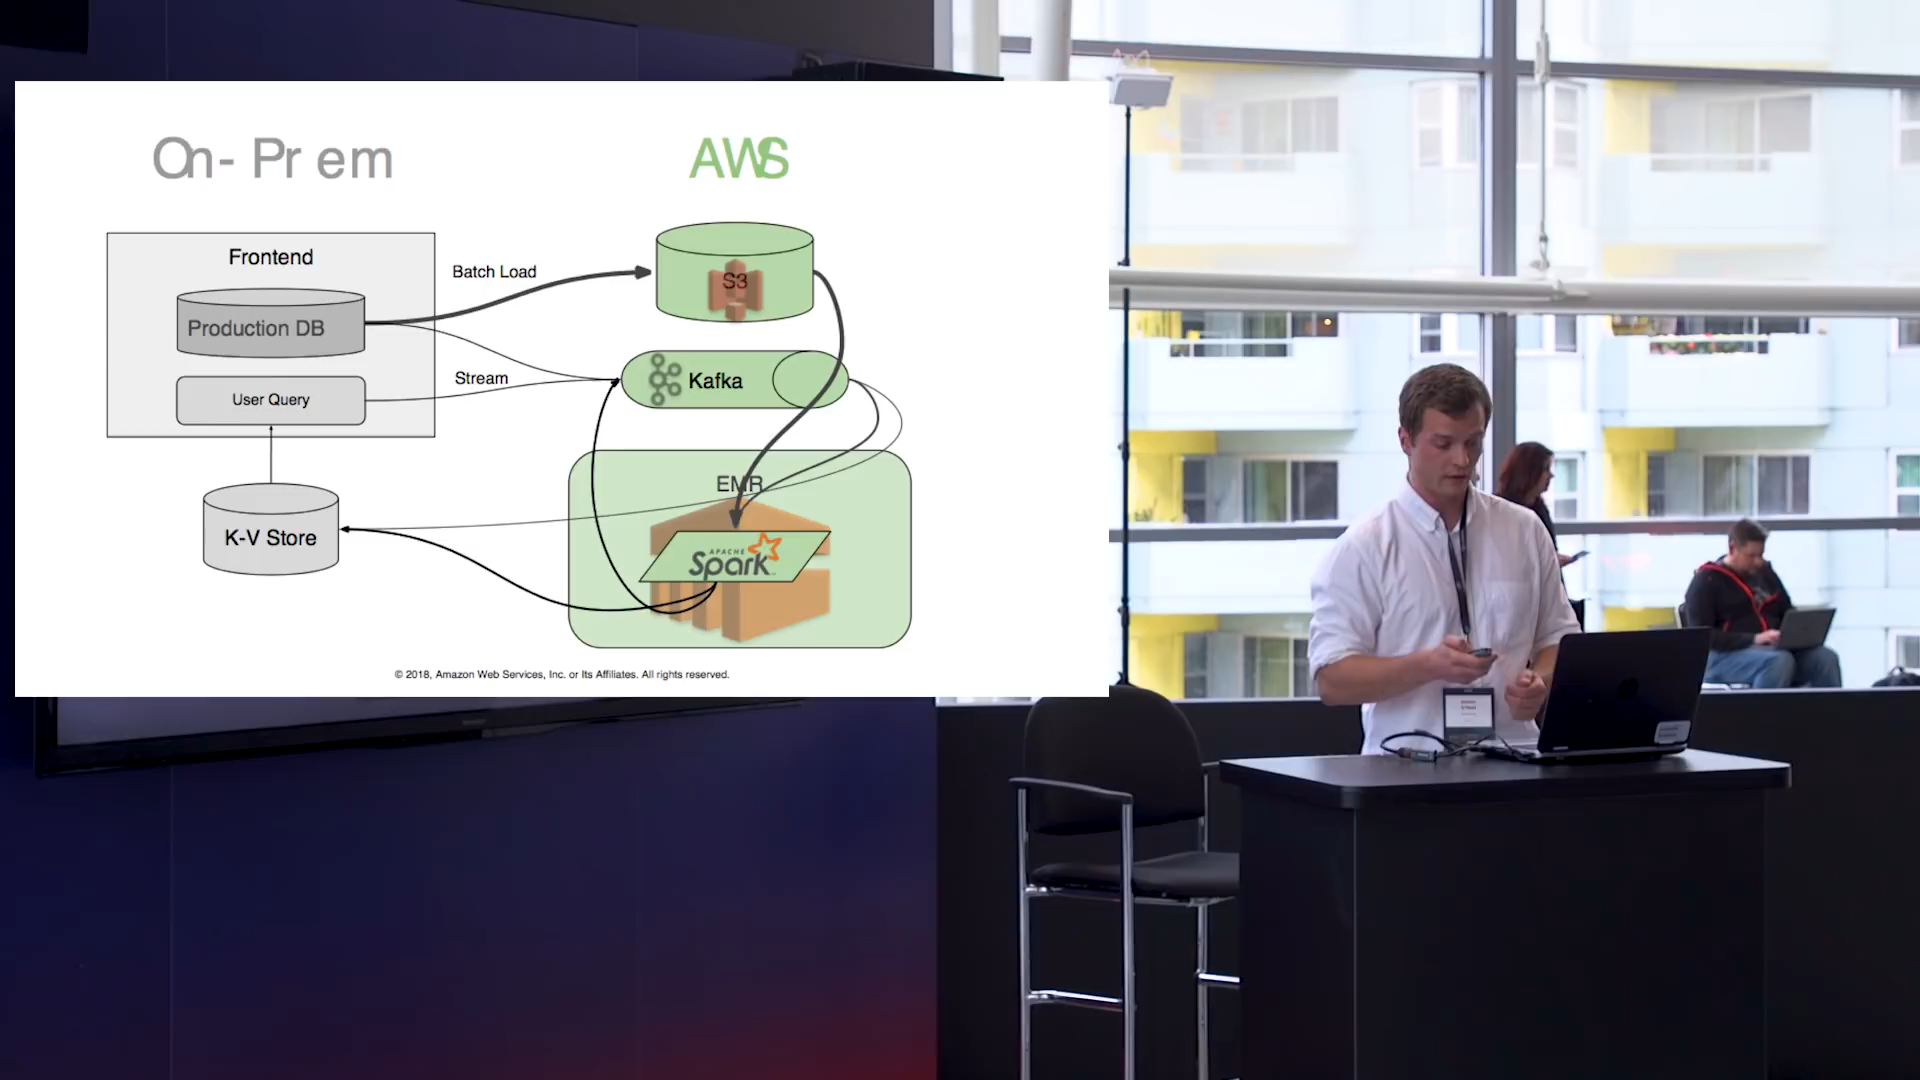 On-Prem
AWS
Frontend
Production DB
User Query
K-V Store
Batch Load
Stream
S3
Kafka
EMR
APACHE
Spark
© 2018, Amazon Web Services, Inc. or Its Affiliates. All rights reserved.